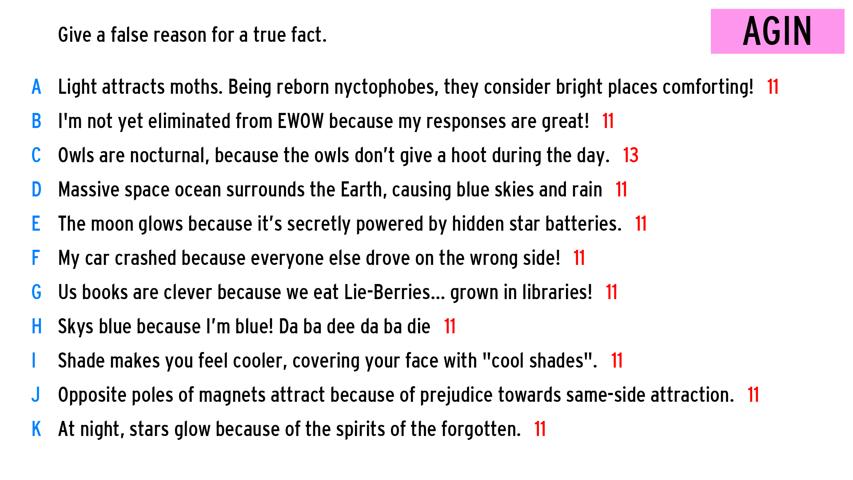 Give a false reason for a true fact.
AGIN
A Light attracts moths. Being reborn nyctophobes, they consider bright places comforting! 11
B I'm not yet eliminated from EWOW because my responses are great! 11
C Owls are nocturnal, because the owls don’t give a hoot during the day. 13
D Massive space ocean surrounds the Earth, causing blue skies and rain 11
E The moon glows because it’s secretly powered by hidden star batteries. 11
F My car crashed because everyone else drove on the wrong side! 11
G Us books are clever because we eat Lie-Berries... grown in libraries! 11
H Skys blue because I’m blue! Da ba dee da ba die 11
I Shade makes you feel cooler, covering your face with "cool shades". 11
J Opposite poles of magnets attract because of prejudice towards same-side attraction. 11
K At night, stars glow because of the spirits of the forgotten. 11